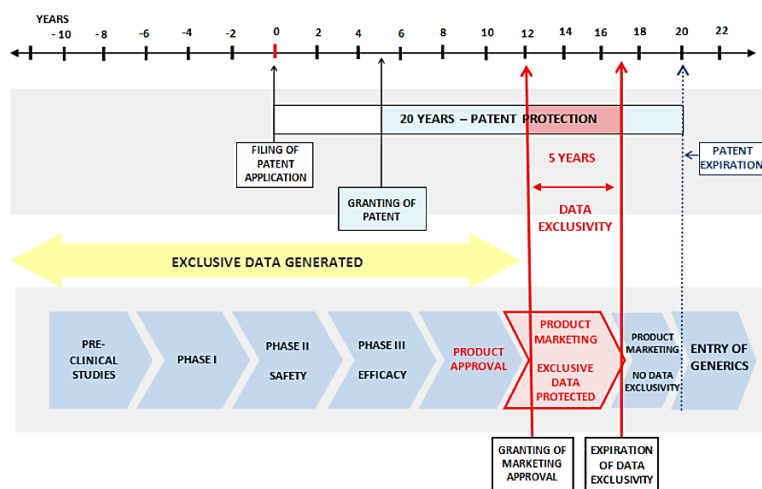 YEARS
-10 -8 -6 -4 -2 0 2 4 6 8 10 12 14 16 18 20 22
20 YEARS – PATENT PROTECTION
FILING OF
PATENT
APPLICATION
GRANTING OF
PATENT
5 YEARS
DATA
EXCLUSIVITY
PATENT
EXPIRATION
EXCLUSIVE DATA GENERATED
PRE-
CLINICAL
STUDIES
PHASE I
PHASE II
SAFETY
PHASE III
EFFICACY
PRODUCT
APPROVAL
PRODUCT
MARKETING
EXCLUSIVE
DATA
PROTECTED
PRODUCT
MARKETING
NO DATA
EXCLUSIVITY
ENTRY OF
GENERICS
GRANTING OF
MARKETING
APPROVAL
EXPIRATION
OF DATA
EXCLUSIVITY